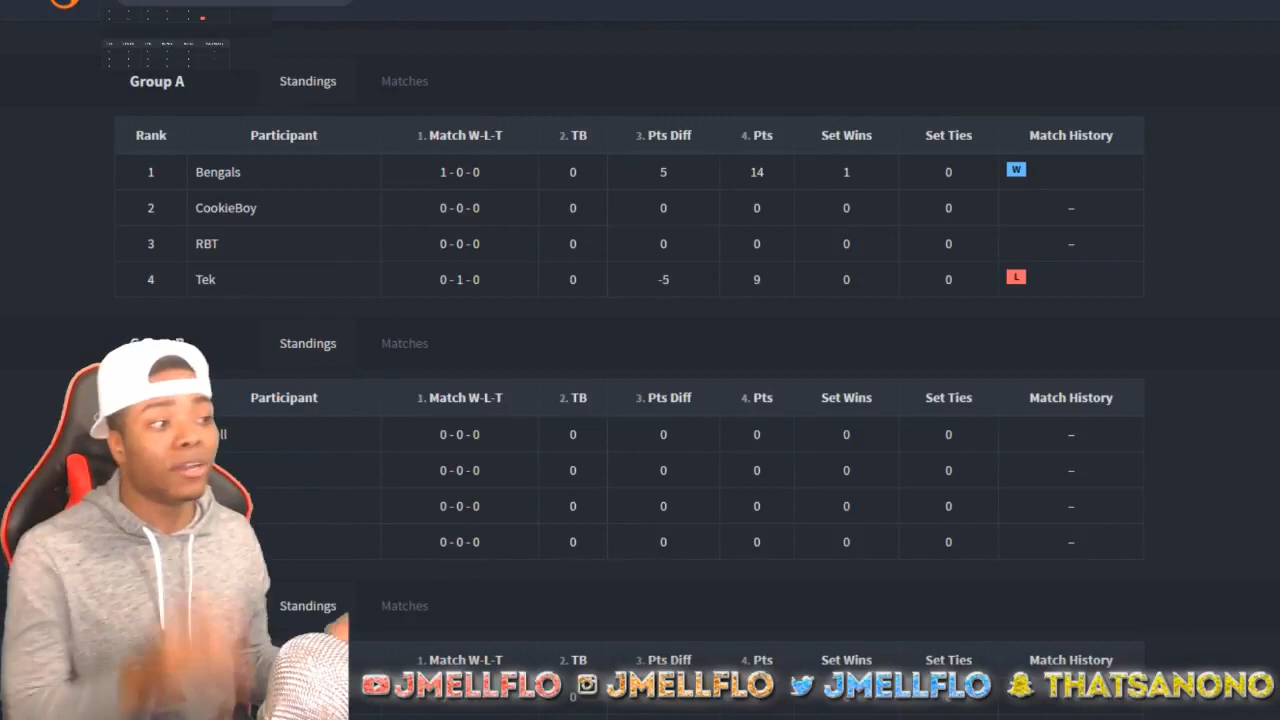 Group A Standings Matches
Rank Participant 1. Match W-L-T 2. TB 3. Pts Diff 4. Pts Set Wins Set Ties Match History
1 Bengals 1 - 0 - 0 0 5 14 1 0 W
2 CookieBoy 0 - 0 - 0 0 0 0 0 0 –
3 RBT 0 - 0 - 0 0 0 0 0 0 –
4 Tek 0 - 1 - 0 0 -5 9 0 0 L
Standings Matches
Participant 1. Match W-L-T 2. TB 3. Pts Diff 4. Pts Set Wins Set Ties Match History
0 - 0 - 0 0 0 0 0 0 –
0 - 0 - 0 0 0 0 0 0 –
0 - 0 - 0 0 0 0 0 0 –
0 - 0 - 0 0 0 0 0 0 –
Standings Matches
1. Match W-L-T 2. TB 3. Pts Diff 4. Pts Set Wins Set Ties Match History
JMELLFLO JMELLFLO JMELLFLO THATSANONO